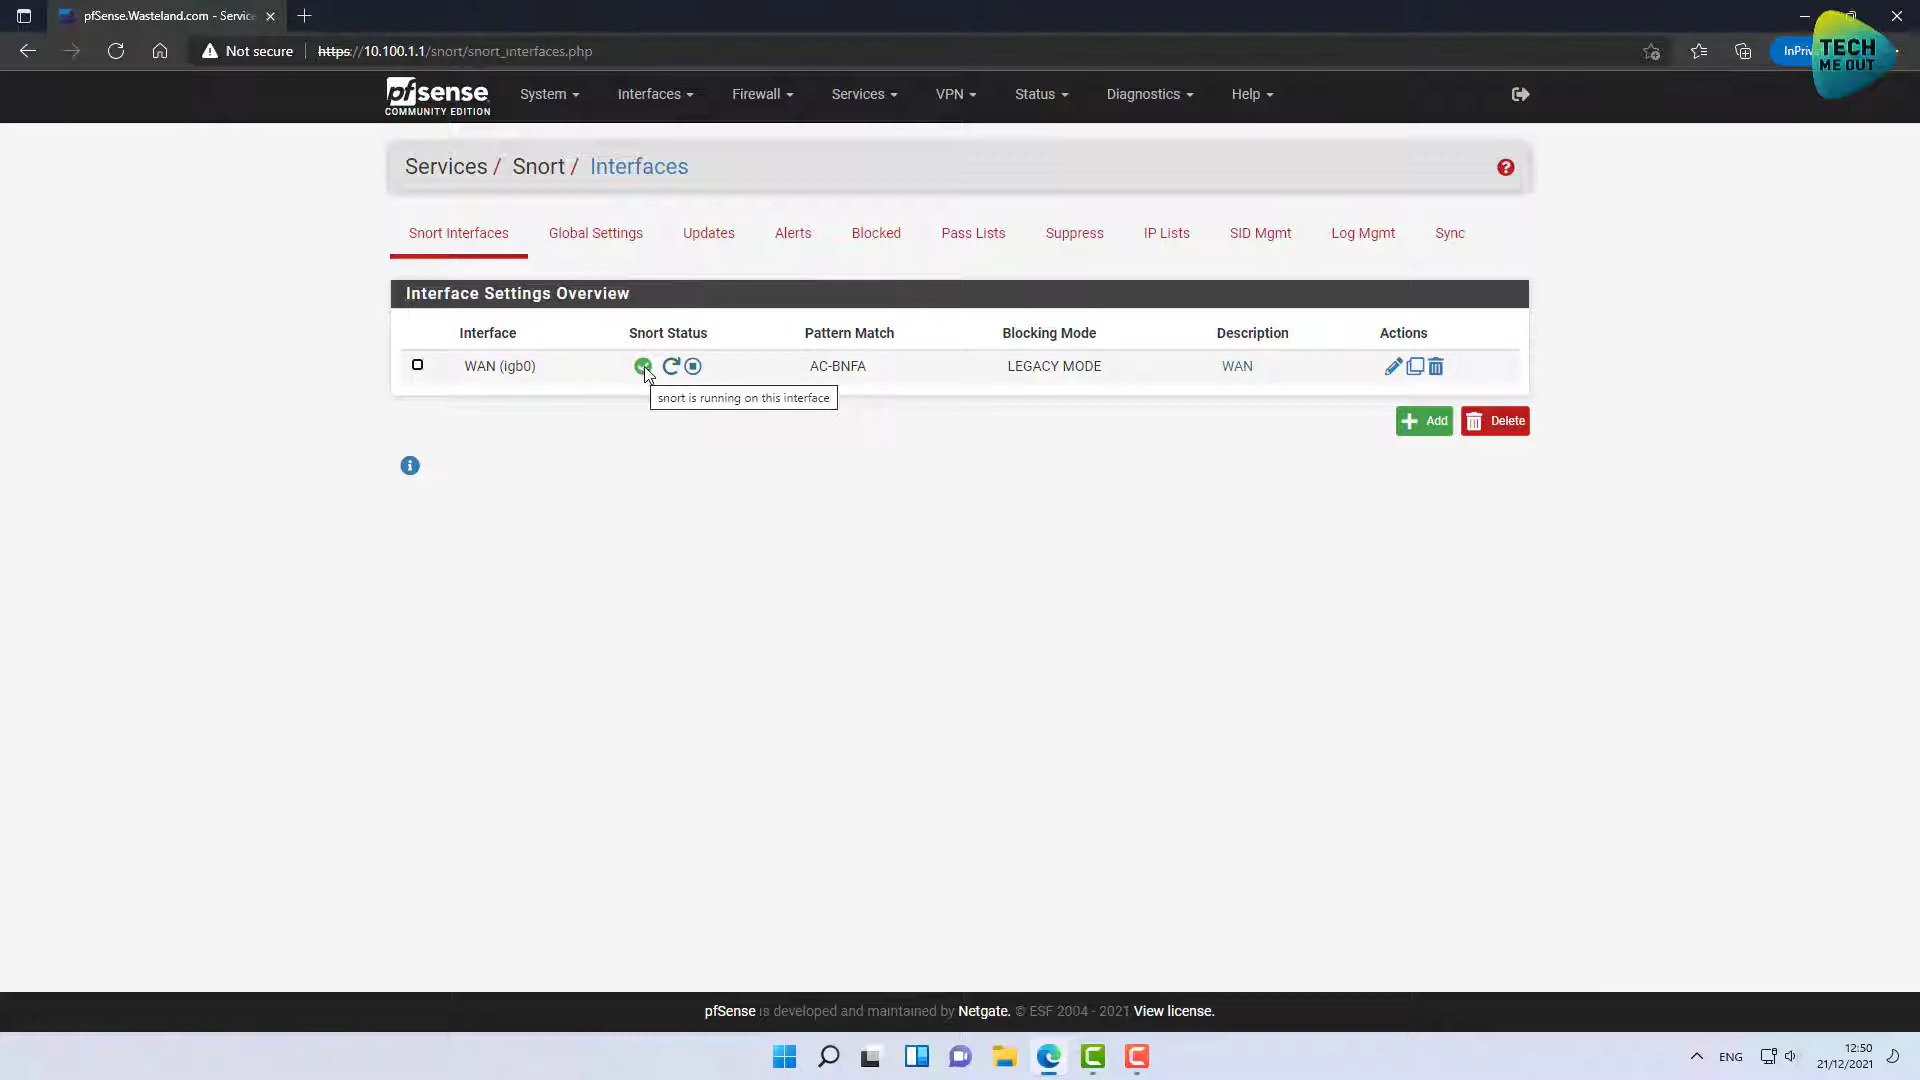 pfSense.Wasteland.com - Service
Not secure
https://10.100.1.1/snort/snort_interfaces.php
InPriv
TECH
ME OUT
pfsense
COMMUNITY EDITION
System
Interfaces
Firewall
Services
VPN
Status
Diagnostics
Help
Services / Snort / Interfaces
Snort Interfaces
Global Settings
Updates
Alerts
Blocked
Pass Lists
Suppress
IP Lists
SID Mgmt
Log Mgmt
Sync
Interface Settings Overview
Interface Snort Status Pattern Match Blocking Mode Description Actions
WAN (igb0) AC-BNFA LEGACY MODE WAN
snort is running on this interface
Add
Delete
pfSense is developed and maintained by Netgate. © ESF 2004 - 2021 View license.
ENG
12:50
21/12/2021